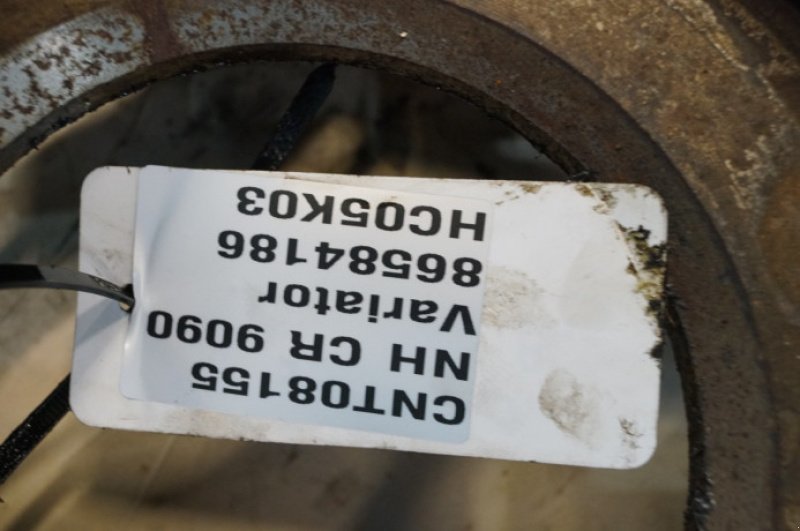 CNT08155
NH CR 9090
Variator
86584186
HC05K03